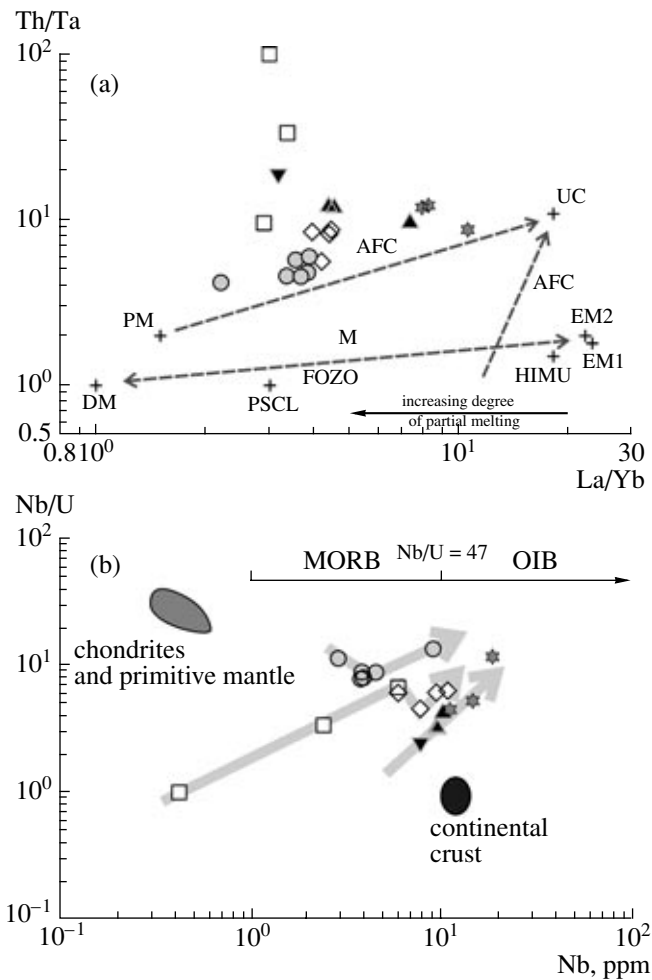 Th/Ta
10²
(a)
UC
10¹
AFC
AFC
PM
EM2
M
10⁰
FOZO
HIMU
EM1
DM
PSCL
increasing degree
of partial melting
0.5
0.8 10⁰
10¹
30
La/Yb
Nb/U
10²
(b)
MORB
Nb/U = 47
OIB
chondrites
and primitive mantle
10¹
10⁰
continental
crust
10⁻¹
10⁻¹
10⁰
10¹
10²
Nb, ppm